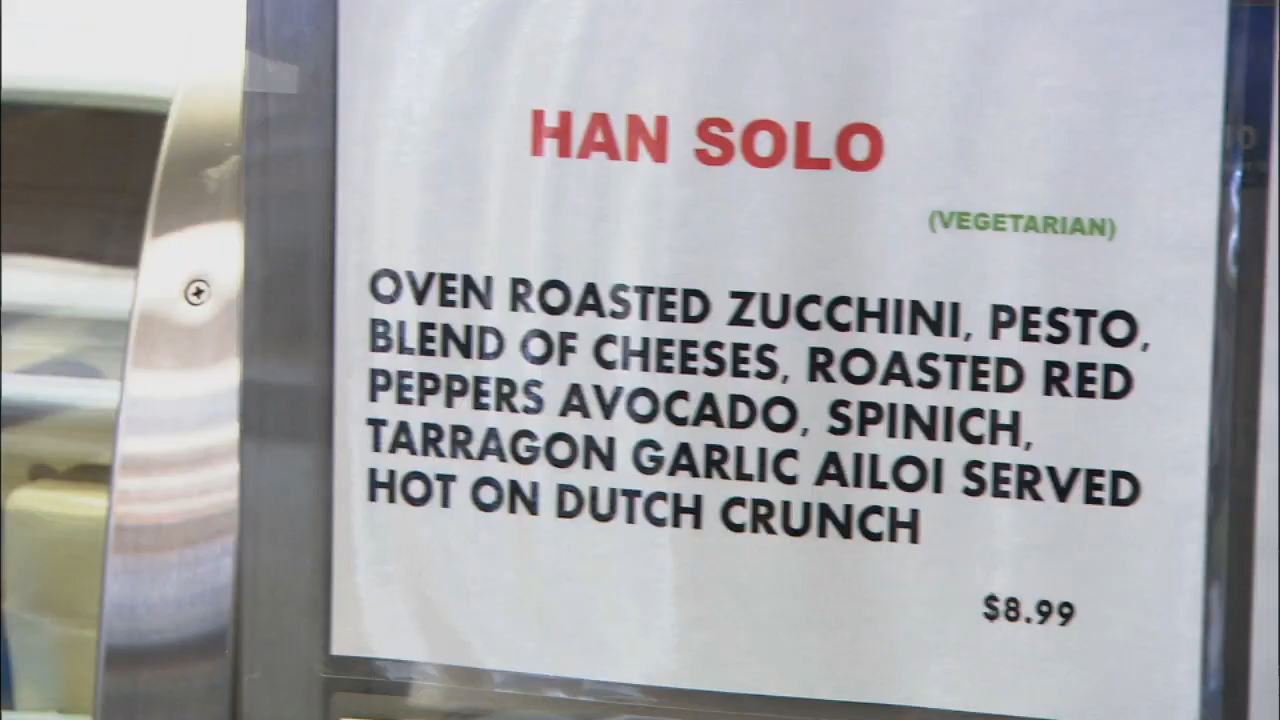 HAN SOLO
(VEGETARIAN)
OVEN ROASTED ZUCCHINI, PESTO,
BLEND OF CHEESES, ROASTED RED
PEPPERS AVOCADO, SPINICH,
TARRAGON GARLIC AILOI SERVED
HOT ON DUTCH CRUNCH
$8.99